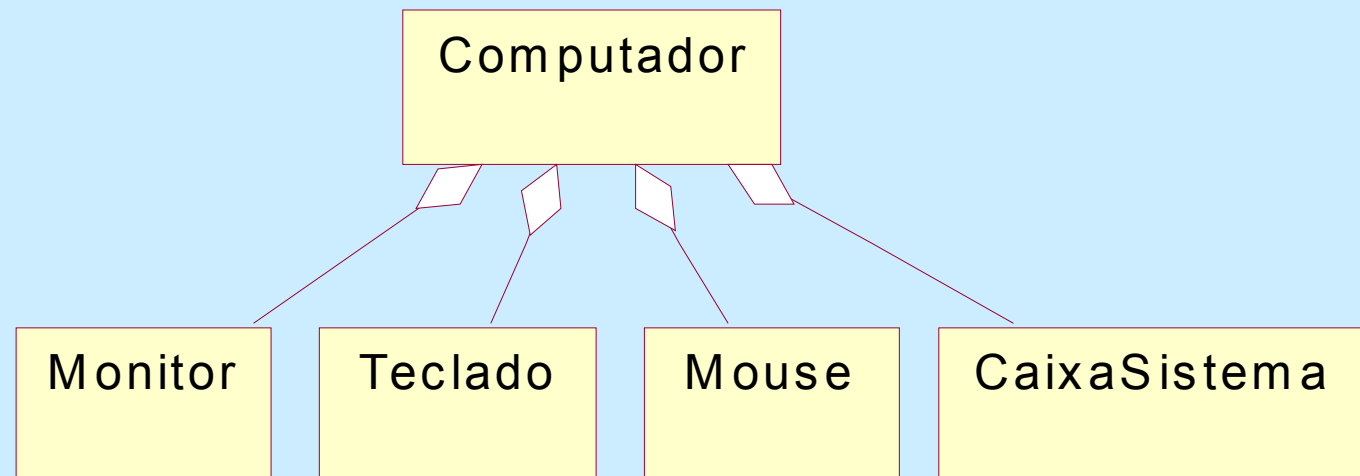 Computador
Monitor
Teclado
Mouse
CaixaSistema